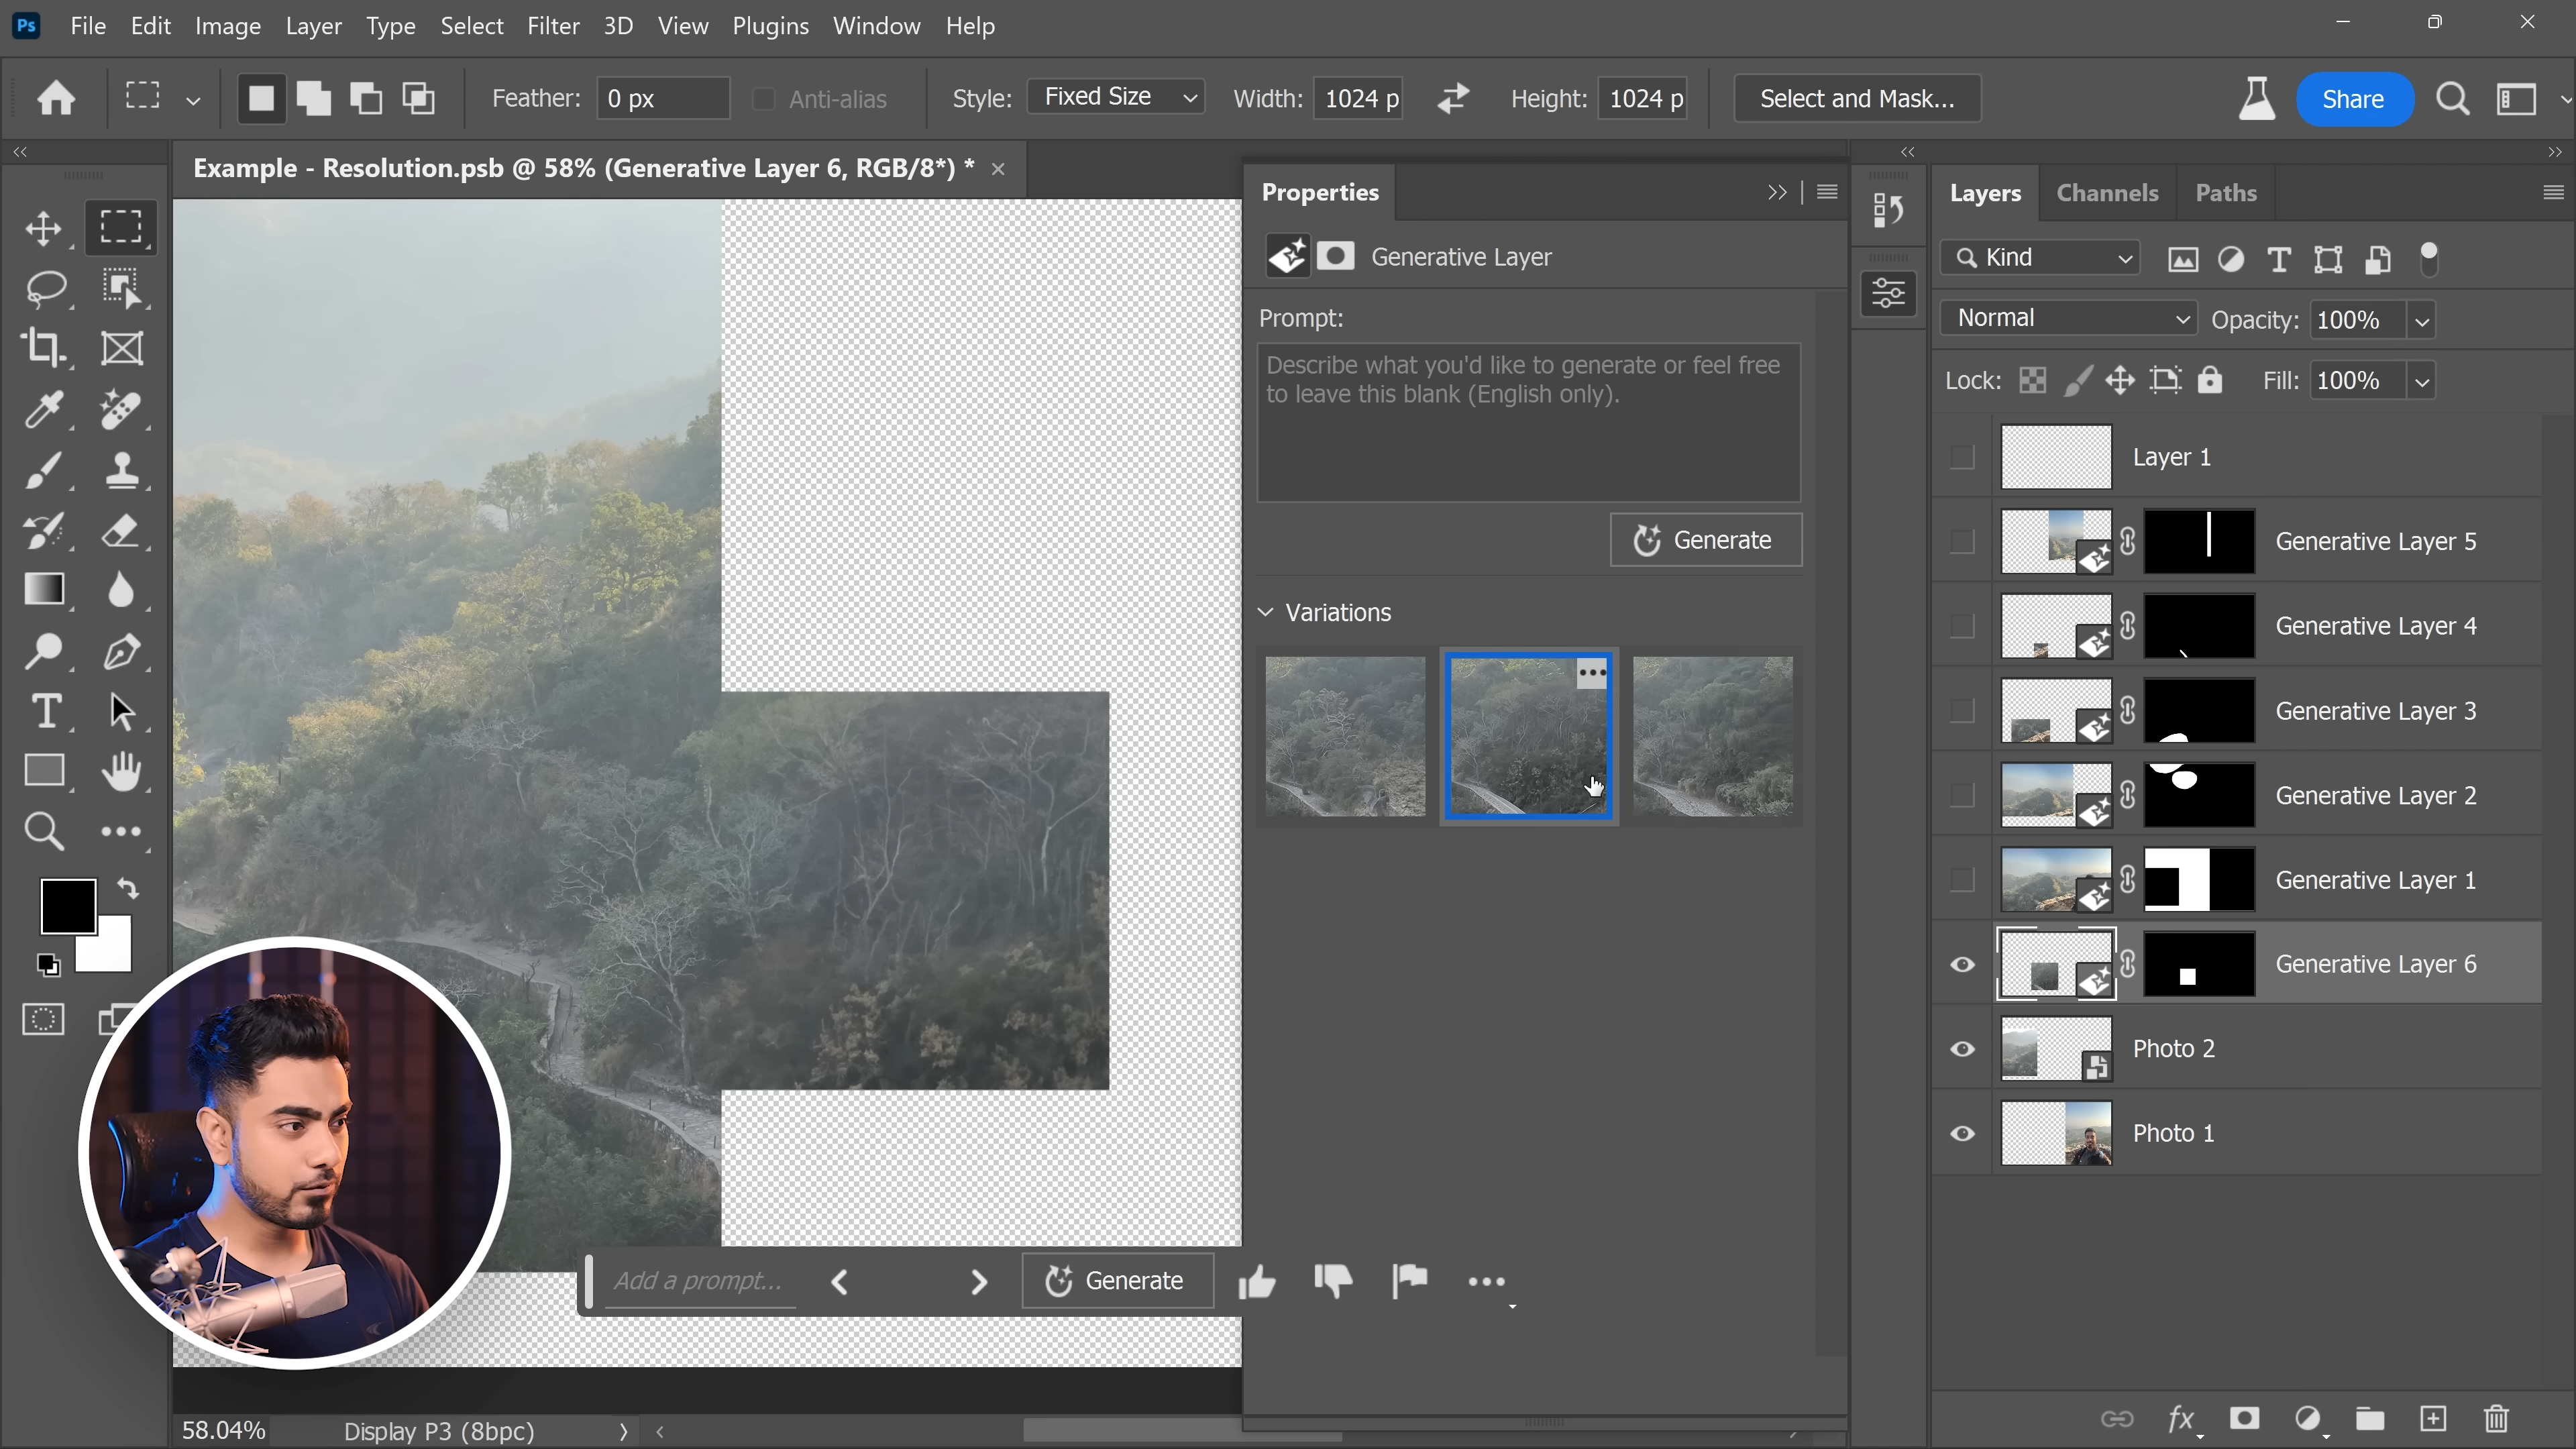 Ps File Edit Image Layer Type Select Filter 3D View Plugins Window Help
Feather: 0 px Anti-alias Style: Fixed Size Width: 1024 p Height: 1024 p Select and Mask... Share
Example - Resolution.psb @ 58% (Generative Layer 6, RGB/8*) *
Properties
Generative Layer
Prompt:
Describe what you'd like to generate or feel free
to leave this blank (English only).
Generate
Variations
Add a prompt...
Generate
58.04% Display P3 (8bpc)
Layers Channels Paths
Kind
Normal Opacity: 100%
Lock: Fill: 100%
Layer 1
Generative Layer 5
Generative Layer 4
Generative Layer 3
Generative Layer 2
Generative Layer 1
Generative Layer 6
Photo 2
Photo 1
fx